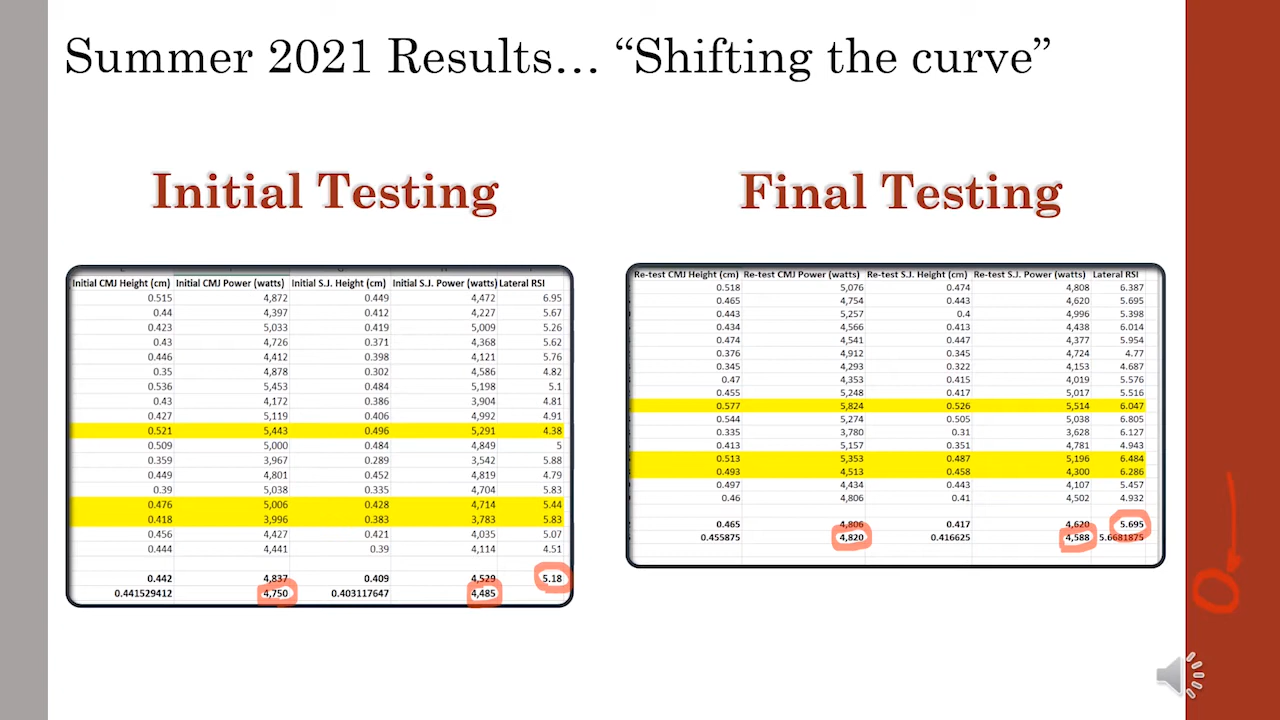 Summer 2021 Results… “Shifting the curve”
Initial Testing
Initial CMJ Height (cm) Initial CMJ Power (watts) Initial S.J. Height (cm) Initial S.J. Power (watts) Lateral RSI
0.515 4,872 0.449 4,472 6.95
0.44 4,397 0.412 4,227 5.67
0.423 5,033 0.419 5,009 5.26
0.43 4,726 0.371 4,368 5.62
0.446 4,412 0.398 4,121 5.76
0.35 4,878 0.302 4,586 4.82
0.536 5,453 0.484 5,198 5.1
0.43 4,172 0.386 3,904 4.81
0.427 5,119 0.406 4,992 4.91
0.521 5,443 0.496 5,291 4.38
0.509 5,000 0.484 4,849 5
0.359 3,967 0.289 3,542 5.88
0.449 4,801 0.452 4,819 4.79
0.39 5,038 0.335 4,704 5.83
0.476 5,006 0.428 4,714 5.44
0.418 3,996 0.383 3,783 5.83
0.456 4,427 0.421 4,035 5.07
0.444 4,441 0.39 4,114 4.51
0.442 4,837 0.409 4,529 5.18
0.441529412 4,750 0.403117647 4,485
Final Testing
Re-test CMJ Height (cm) Re-test CMJ Power (watts) Re-test S.J. Height (cm) Re-test S.J. Power (watts) Lateral RSI
0.518 5,076 0.474 4,808 6.387
0.465 4,754 0.443 4,620 5.695
0.443 5,257 0.4 4,996 5.398
0.434 4,566 0.413 4,438 6.014
0.474 4,541 0.447 4,377 5.954
0.376 4,912 0.345 4,724 4.77
0.345 4,293 0.322 4,153 4.687
0.47 4,353 0.415 4,019 5.576
0.455 5,248 0.417 5,017 5.516
0.577 5,824 0.526 5,514 6.047
0.544 5,274 0.505 5,038 6.805
0.335 3,780 0.31 3,628 6.127
0.413 5,157 0.351 4,781 4.943
0.513 5,353 0.487 5,196 6.484
0.493 4,513 0.458 4,300 6.286
0.497 4,434 0.443 4,107 5.457
0.46 4,806 0.41 4,502 4.932
0.465 4,806 0.417 4,620 5.695
0.455875 4,820 0.416625 4,588 5.6681875